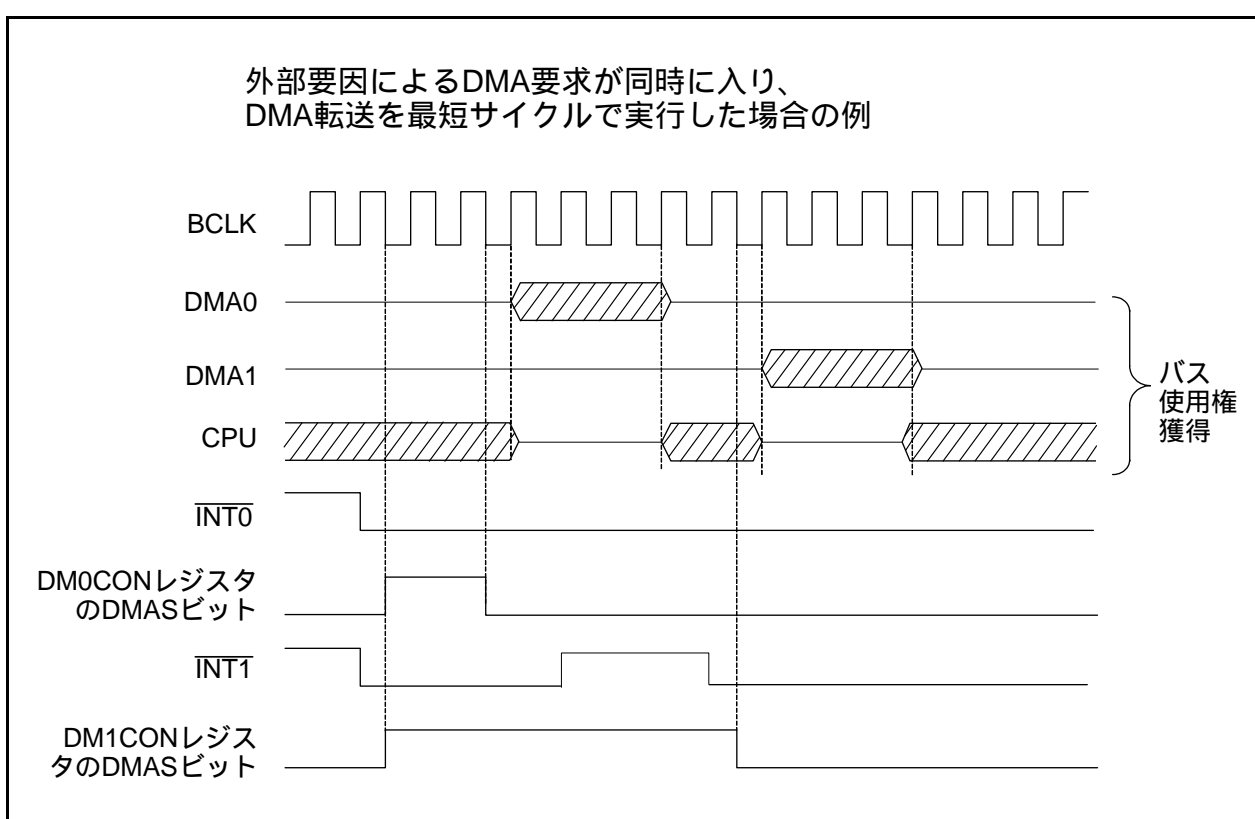 外部要因によるDMA要求が同時に入り、
DMA転送を最短サイクルで実行した場合の例
BCLK
DMA0
DMA1
CPU
バス
使用権
獲得
INT0
DM0CONレジスタ
のDMASビット
INT1
DM1CONレジス
タのDMASビット